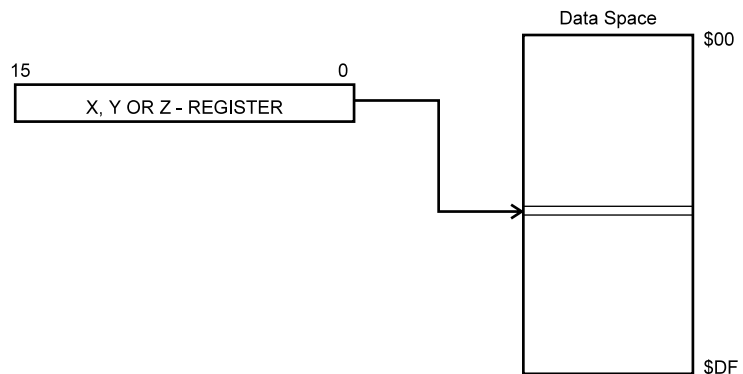 Data Space
$00
15 0
X, Y OR Z - REGISTER
$DF